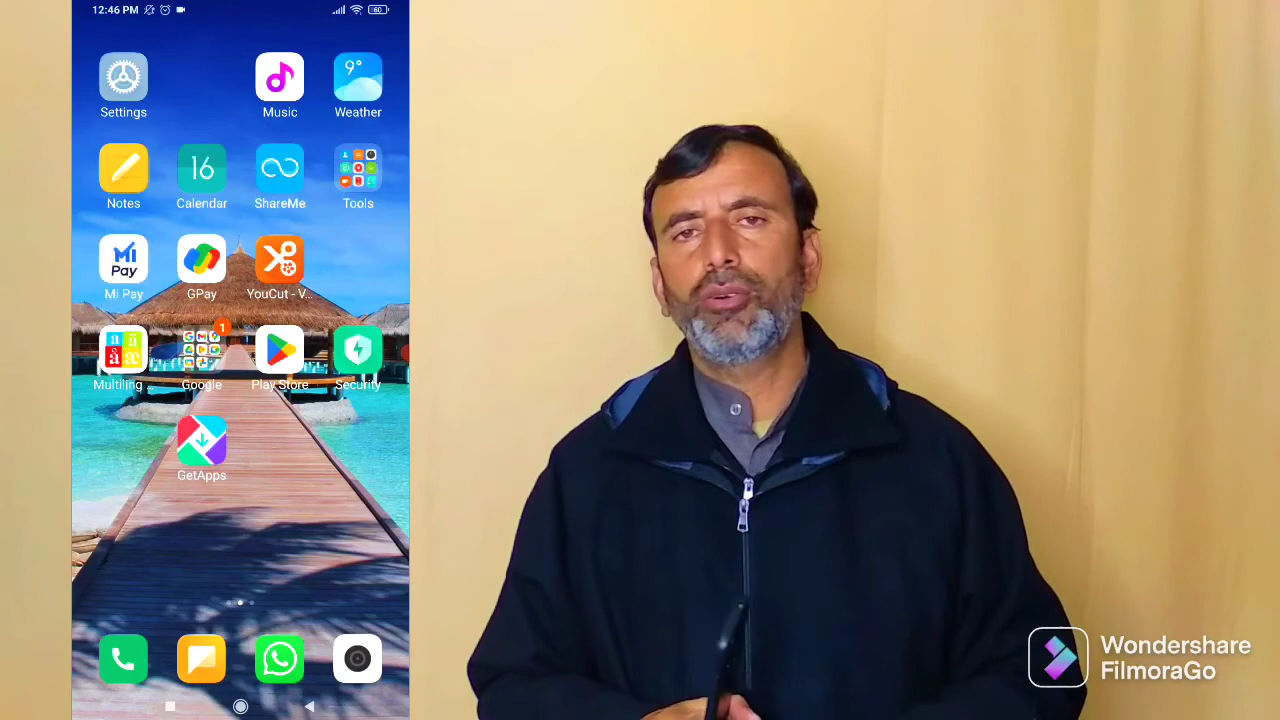 12:46 PM
60
Settings
Music
9°
Weather
Notes
16
Calendar
ShareMe
Tools
Mi
Pay
Mi Pay
GPay
YouCut - V...
a ü
à æ
Multiling ...
1
Google
Play Store
Security
GetApps
Wondershare
FilmoraGo